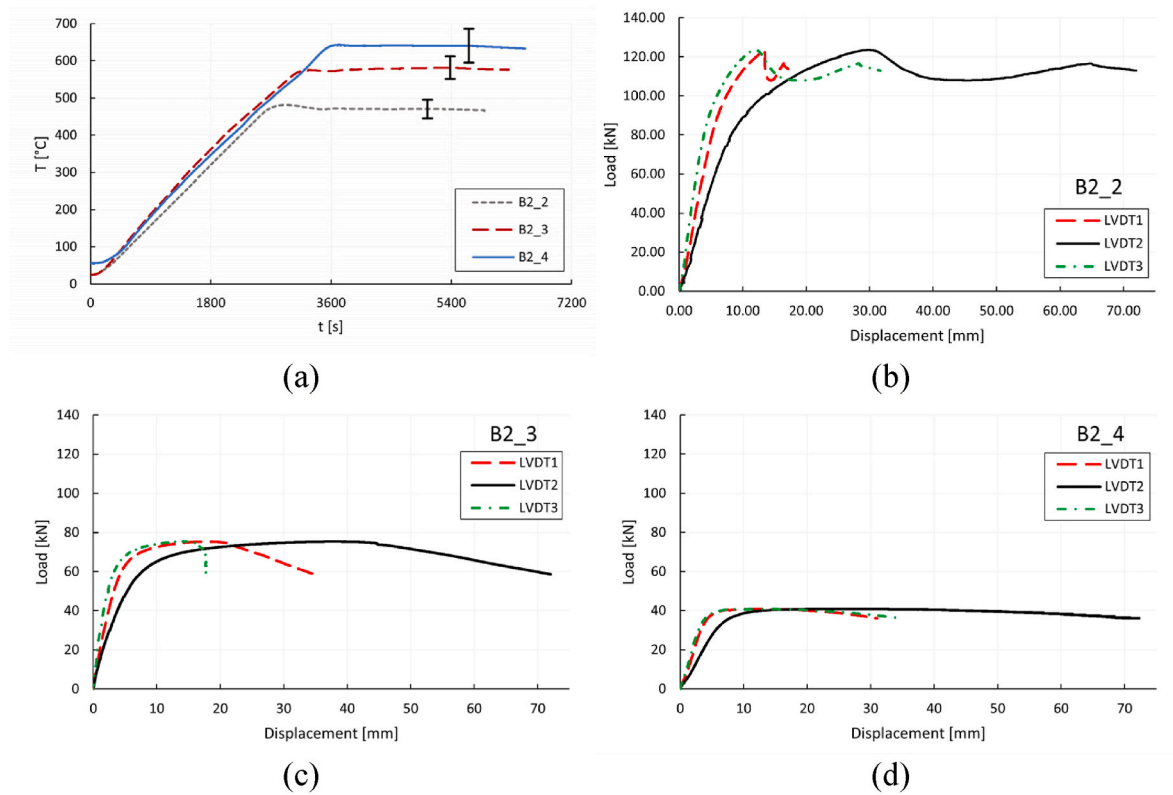 700
600
500
400
300
200
100
0
T [°C]
0 1800 3600 5400 7200
t [s]
B2_2
B2_3
B2_4
(a)
140.00
120.00
100.00
80.00
60.00
40.00
20.00
0.00
Load [kN]
0.00 10.00 20.00 30.00 40.00 50.00 60.00 70.00
Displacement [mm]
B2_2
LVDT1
LVDT2
LVDT3
(b)
140
120
100
80
60
40
20
0
Load [kN]
0 10 20 30 40 50 60 70
Displacement [mm]
B2_3
LVDT1
LVDT2
LVDT3
(c)
140
120
100
80
60
40
20
0
Load [kN]
0 10 20 30 40 50 60 70
Displacement [mm]
B2_4
LVDT1
LVDT2
LVDT3
(d)